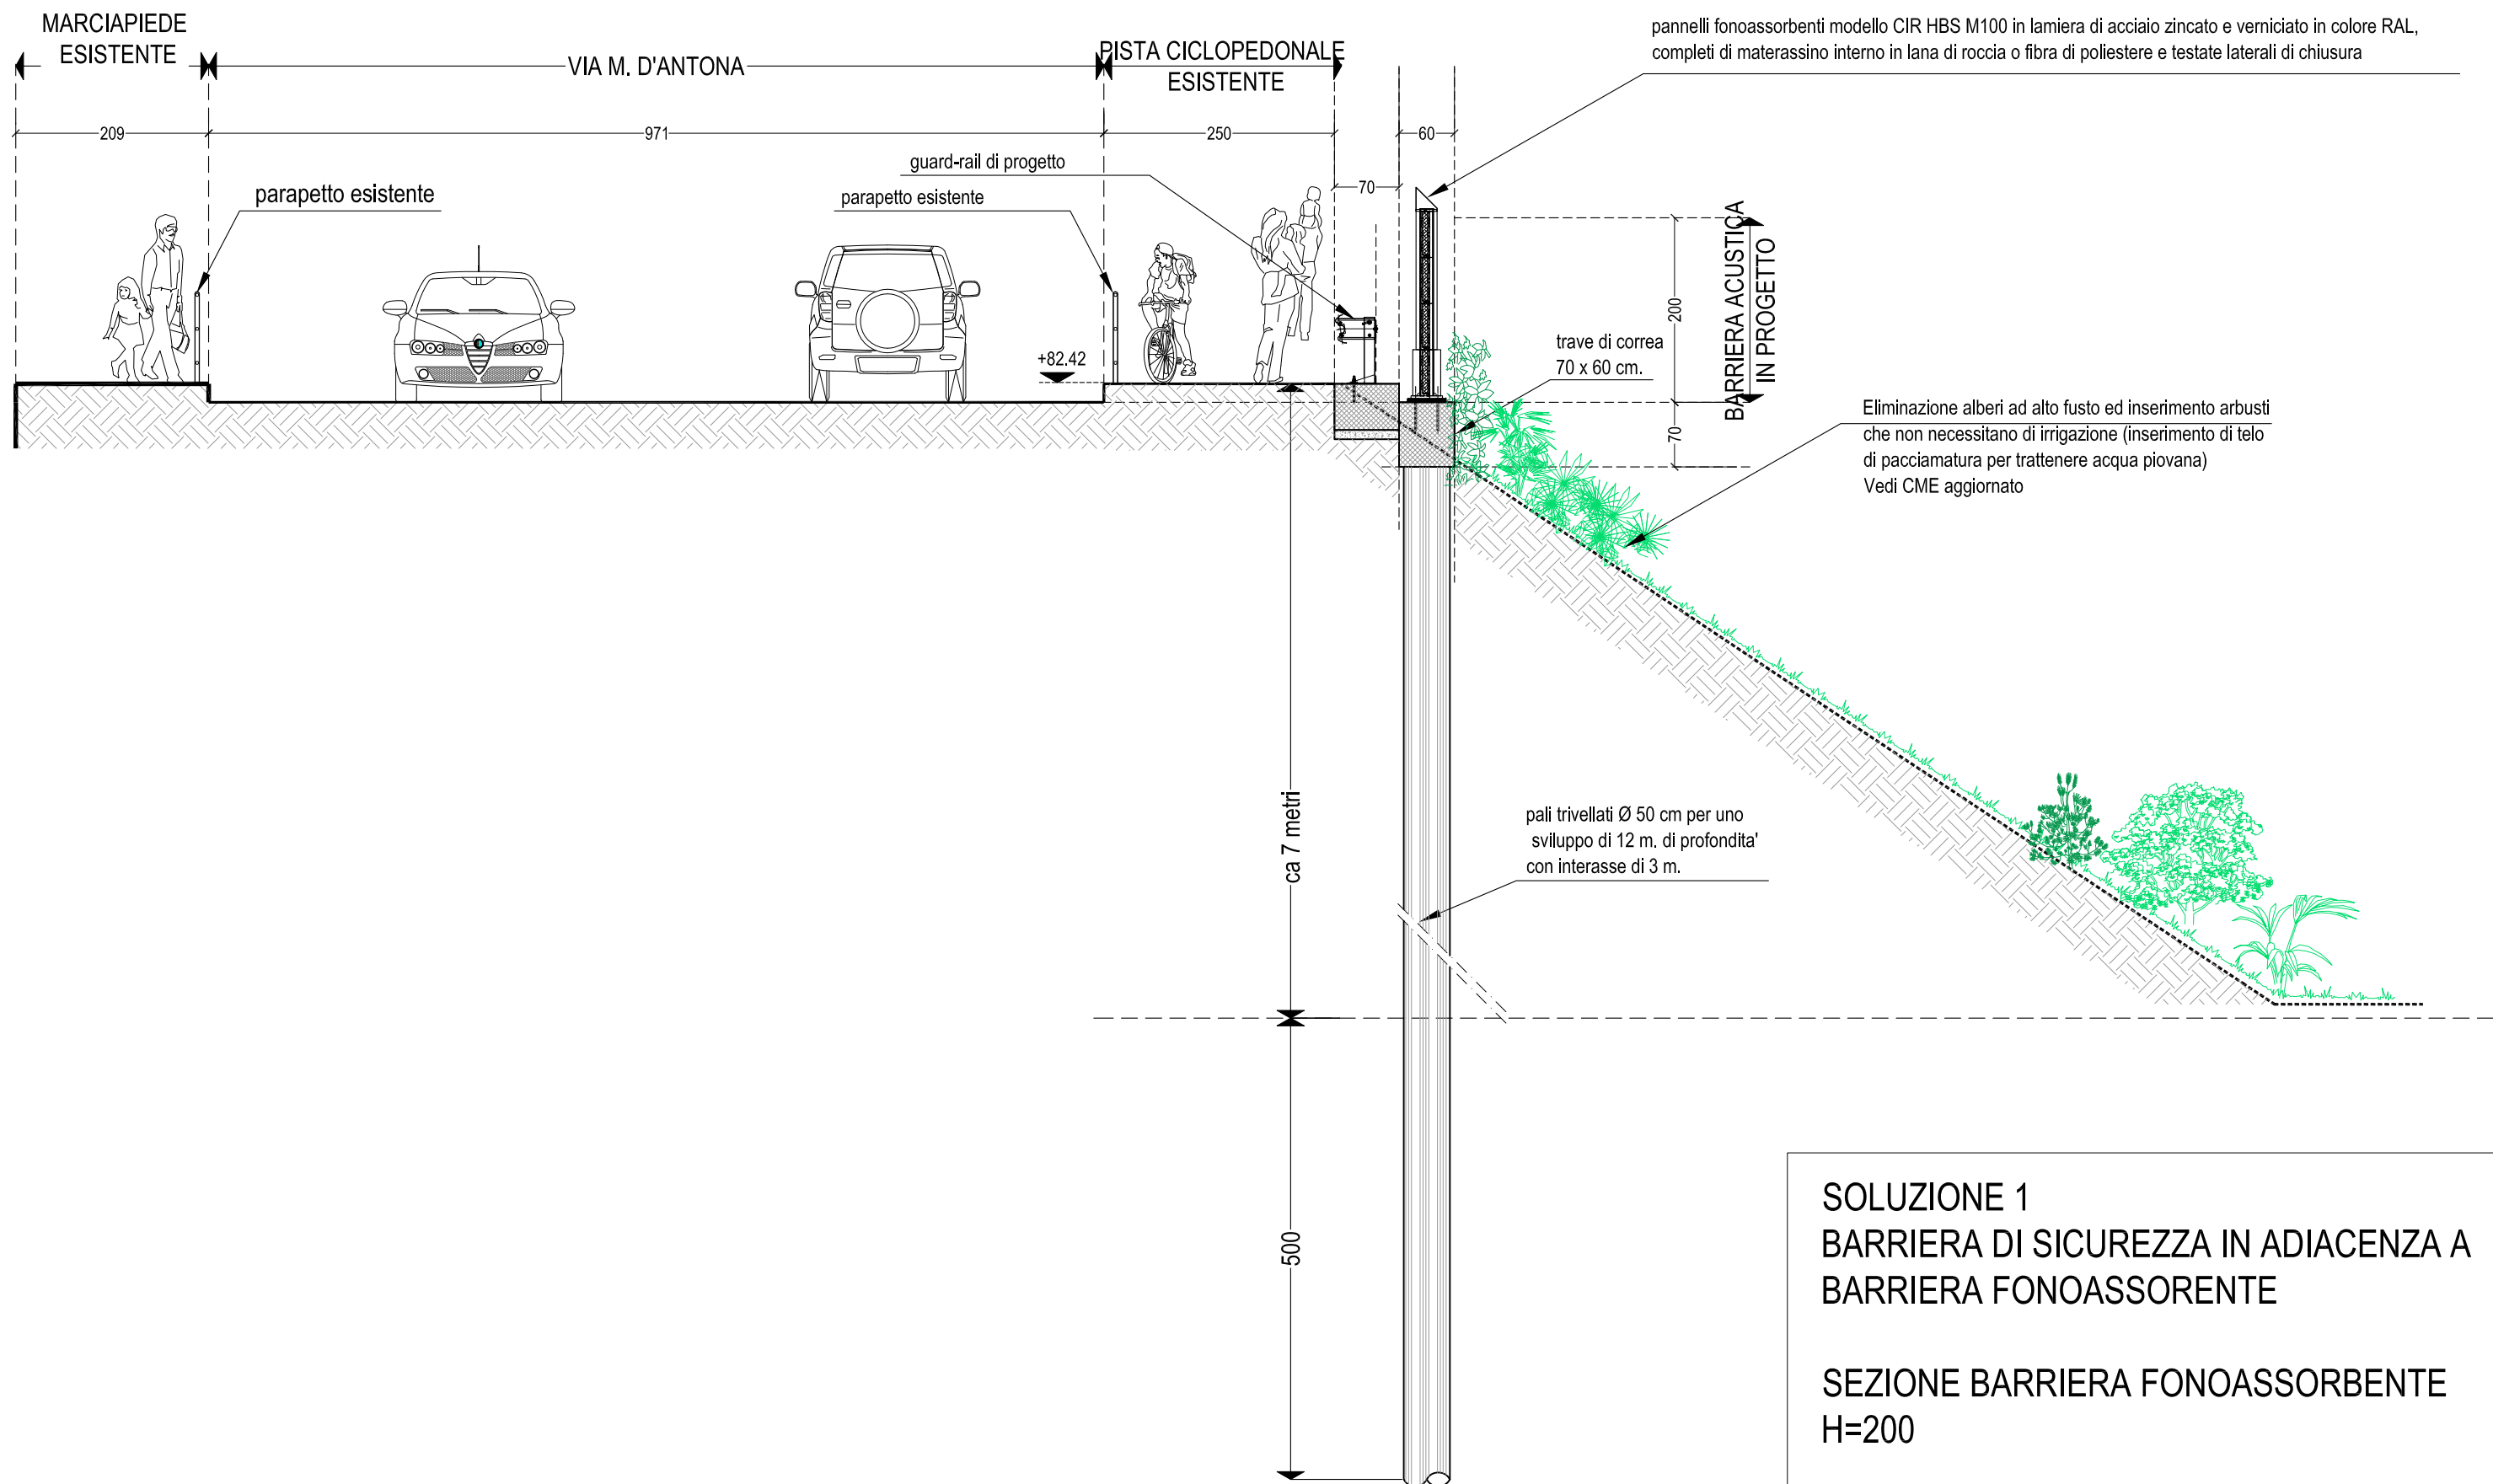 MARCIAPIEDE
ESISTENTE
VIA M. D'ANTONA
PISTA CICLOPEDONALE
ESISTENTE
pannelli fonoassorbenti modello CIR HBS M100 in lamiera di acciaio zincato e verniciato in colore RAL,
completi di materassino interno in lana di roccia o fibra di poliestere e testate laterali di chiusura
209
971
250
60
guard-rail di progetto
70
parapetto esistente
parapetto esistente
BARRIERA ACUSTICA
IN PROGETTO
200
trave di correa
70 x 60 cm.
+82.42
70
Eliminazione alberi ad alto fusto ed inserimento arbusti
che non necessitano di irrigazione (inserimento di telo
di pacciamatura per trattenere acqua piovana)
Vedi CME aggiornato
ca 7 metri
pali trivellati Ø 50 cm per uno
sviluppo di 12 m. di profondita'
con interasse di 3 m.
500
SOLUZIONE 1
BARRIERA DI SICUREZZA IN ADIACENZA A
BARRIERA FONOASSORENTE
SEZIONE BARRIERA FONOASSORBENTE
H=200